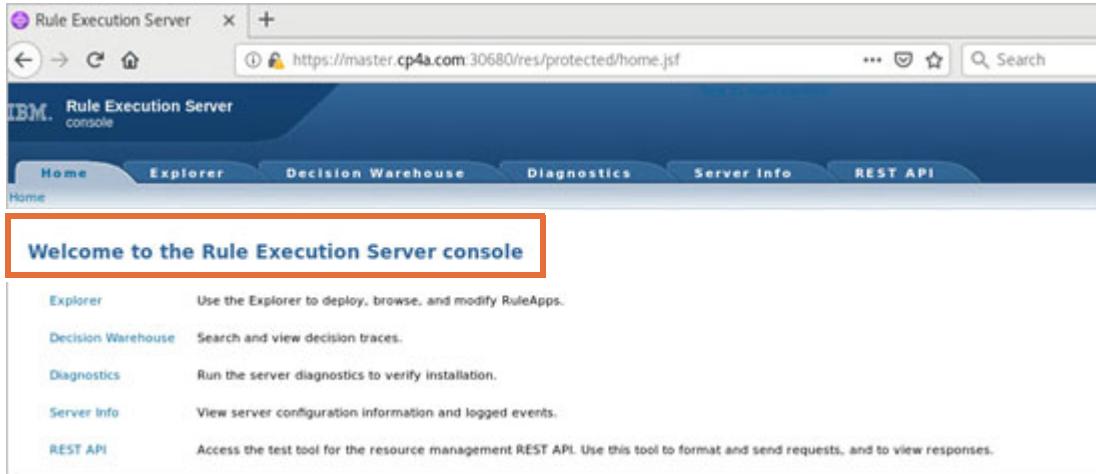 Rule Execution Server
https://master.cp4a.com:30680/res/protected/home.jsf
Search
IBM.
Rule Execution Server
console
Home Explorer Decision Warehouse Diagnostics Server Info REST API
Home
Welcome to the Rule Execution Server console
Explorer Use the Explorer to deploy, browse, and modify RuleApps.
Decision Warehouse Search and view decision traces.
Diagnostics Run the server diagnostics to verify installation.
Server Info View server configuration information and logged events.
REST API Access the test tool for the resource management REST API. Use this tool to format and send requests, and to view responses.